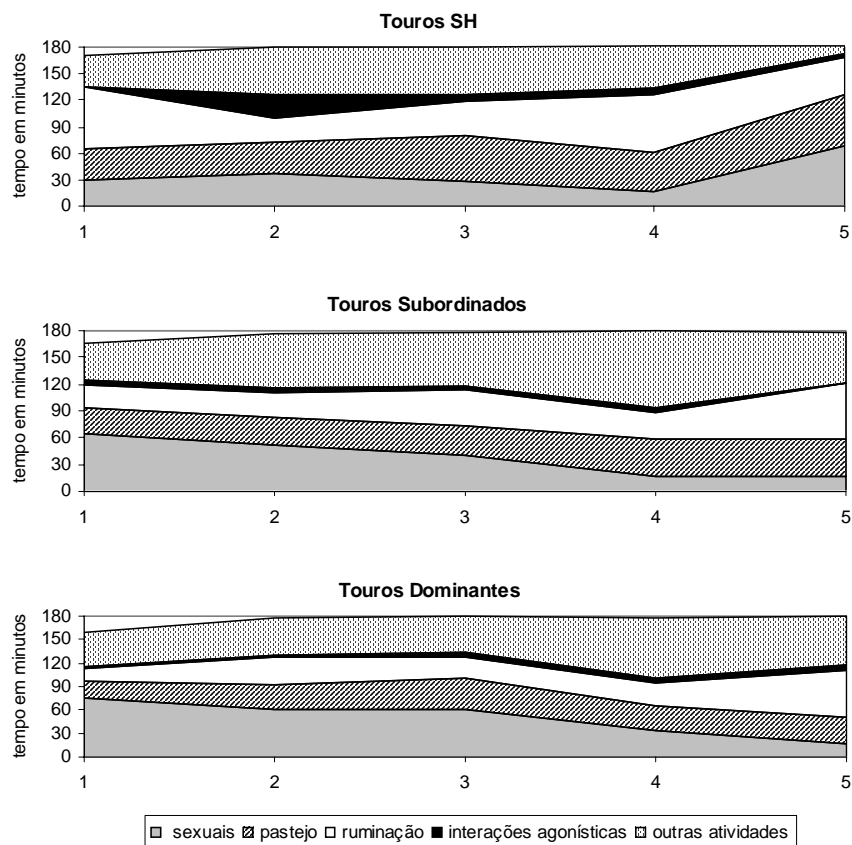 Touros SH
tempo em minutos
180
150
120
90
60
30
0
1 2 3 4 5
Touros Subordinados
tempo em minutos
180
150
120
90
60
30
0
1 2 3 4 5
Touros Dominantes
tempo em minutos
180
150
120
90
60
30
0
1 2 3 4 5
sexuais pastejo ruminação interações agonísticas outras atividades